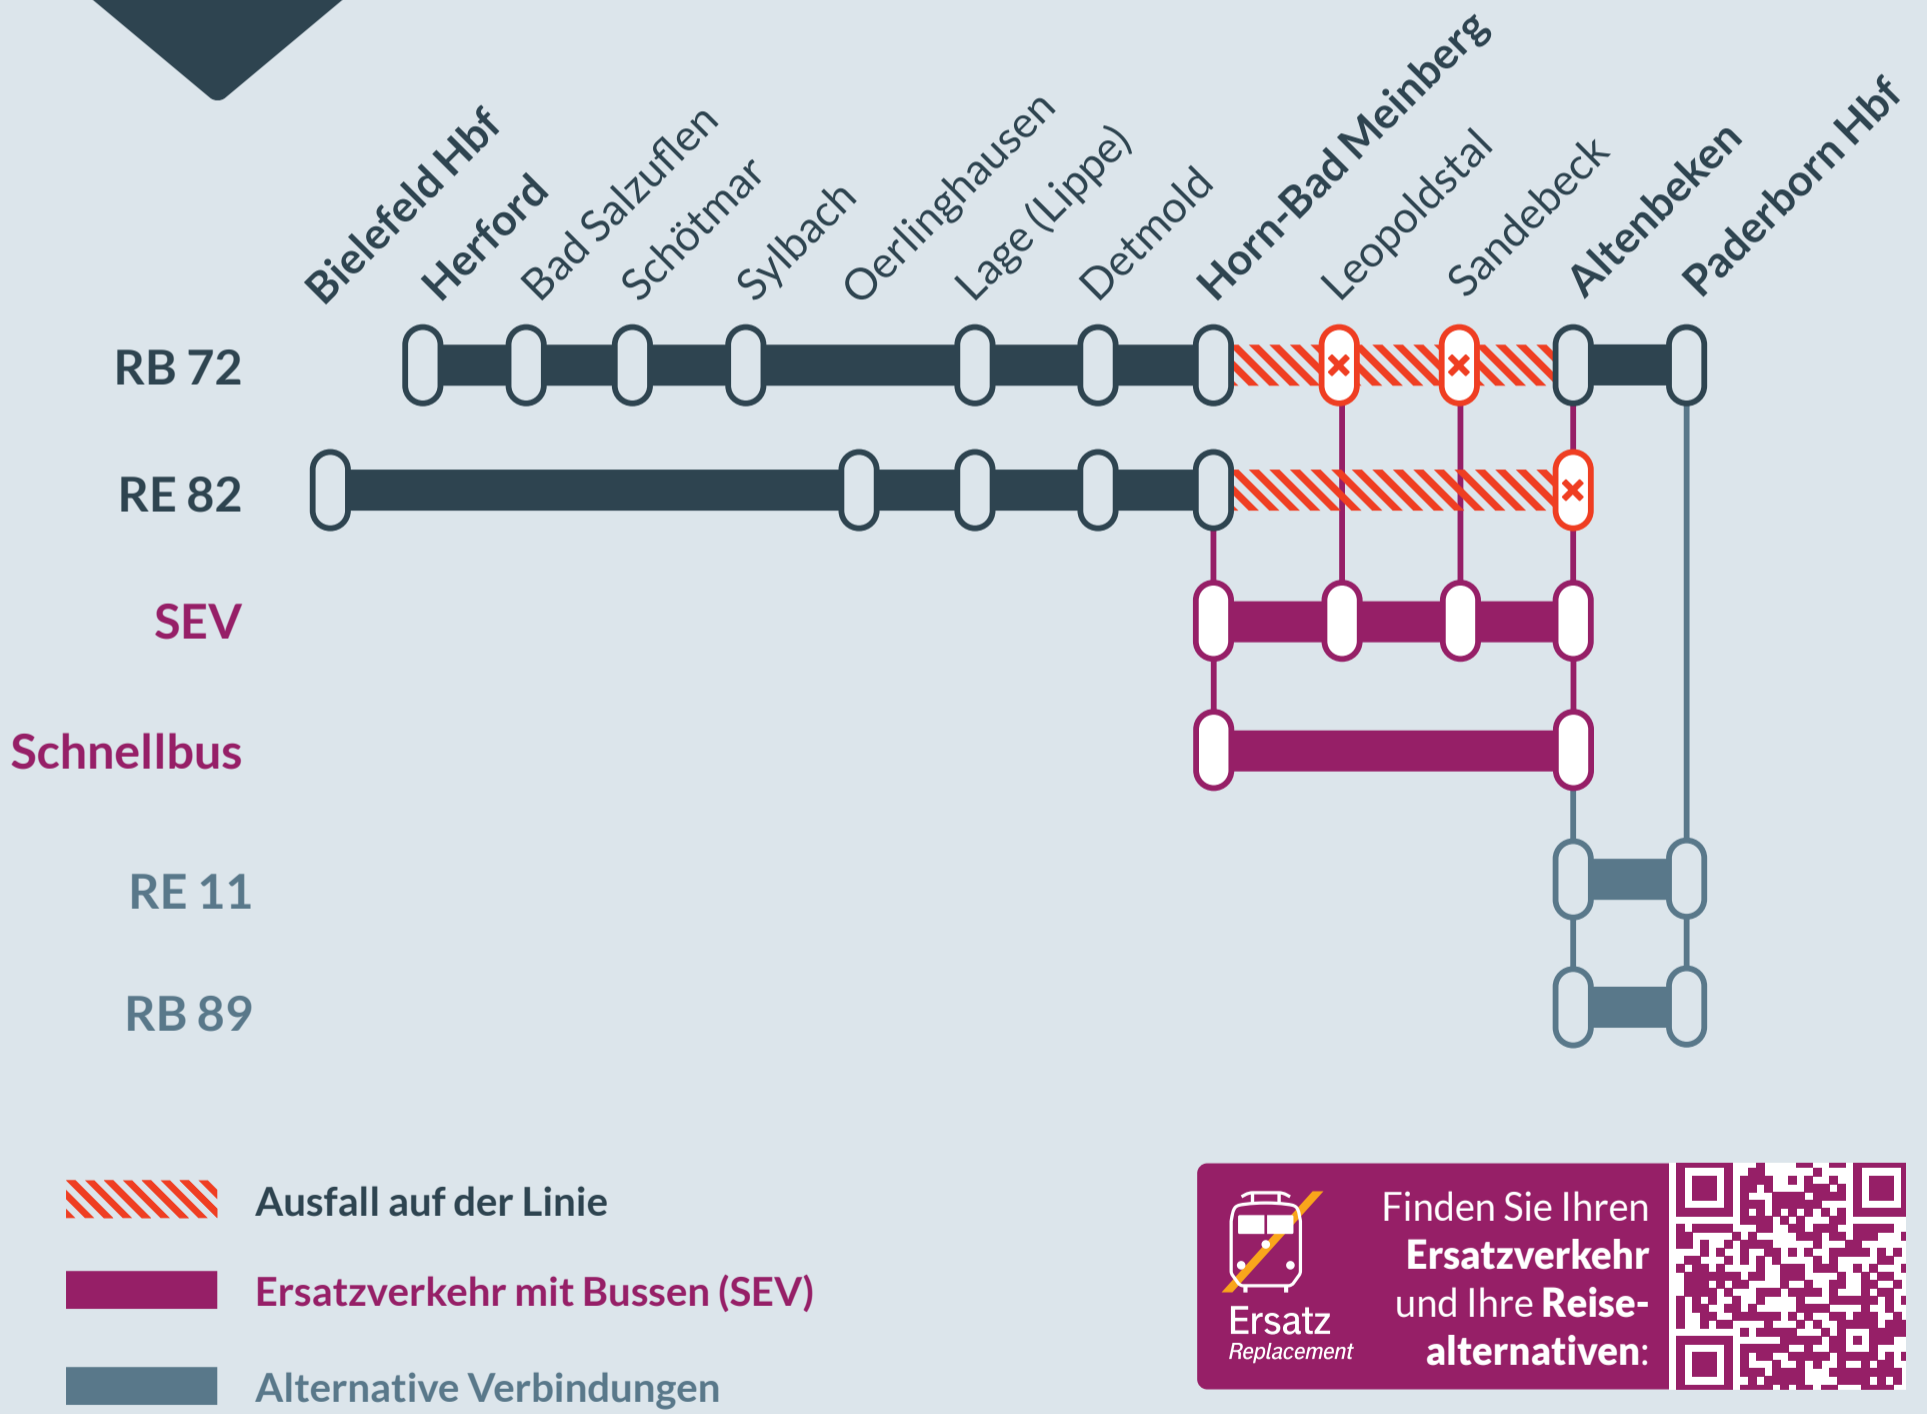 Bielefeld Hbf
Herford
Bad Salzuflen
Schötmar
Sylbach
Oerlinghausen
Lage (Lippe)
Detmold
Horn-Bad Meinberg
Leopoldstal
Sandebeck
Altenbeken
Paderborn Hbf
RB 72
RE 82
SEV
Schnellbus
RE 11
RB 89
Ausfall auf der Linie
Ersatzverkehr mit Bussen (SEV)
Alternative Verbindungen
Ersatz
Replacement
Finden Sie Ihren
Ersatzverkehr
und Ihre Reise-
alternativen: